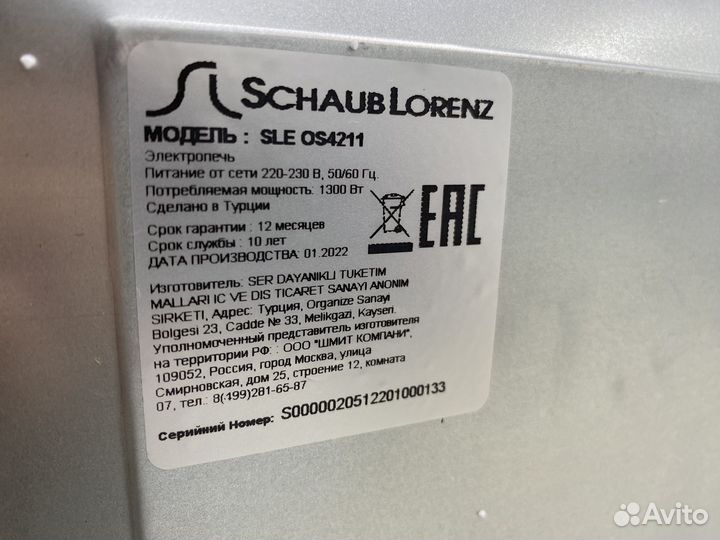 SCHAUB LORENZ
МОДЕЛЬ : SLE OS4211
Электропечь
Питание от сети 220-230 В, 50/60 Гц.
Потребляемая мощность: 1300 Вт
Сделано в Турции
Срок гарантии : 12 месяцев
Срок службы : 10 лет
ДАТА ПРОИЗВОДСТВА: 01.2022
EAC
Изготовитель: SER DAYANIKLI TUKETIM
MALLARI IC VE DIS TICARET SANAYI ANONIM
SIRKETI, Адрес: Турция, Organize Sanayi
Bolgesi 23, Cadde № 33, Melikgazi, Kayseri.
Уполномоченный представитель изготовителя
на территории РФ: : ООО "ШМИТ КОМПАНИ",
109052, Россия, город Москва, улица
Смирновская, дом 25, строение 12, комната
07, тел.: 8(499)281-65-87
Серийний Номер: S0000020512201000133
Avito